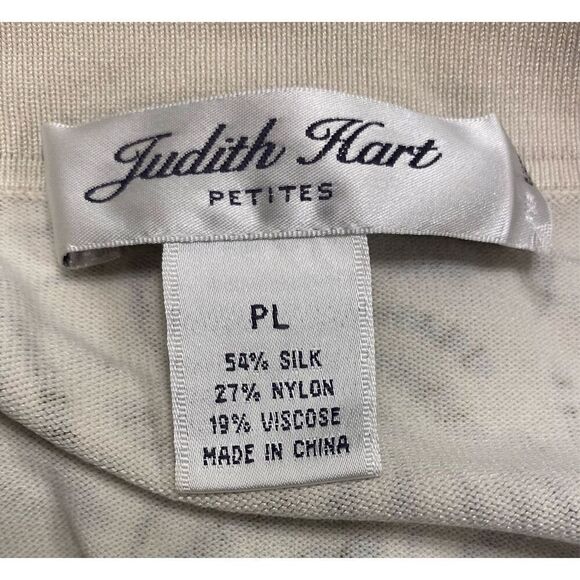 Judith Hart
PETITES
PL
54% SILK
27% NYLON
19% VISCOSE
MADE IN CHINA